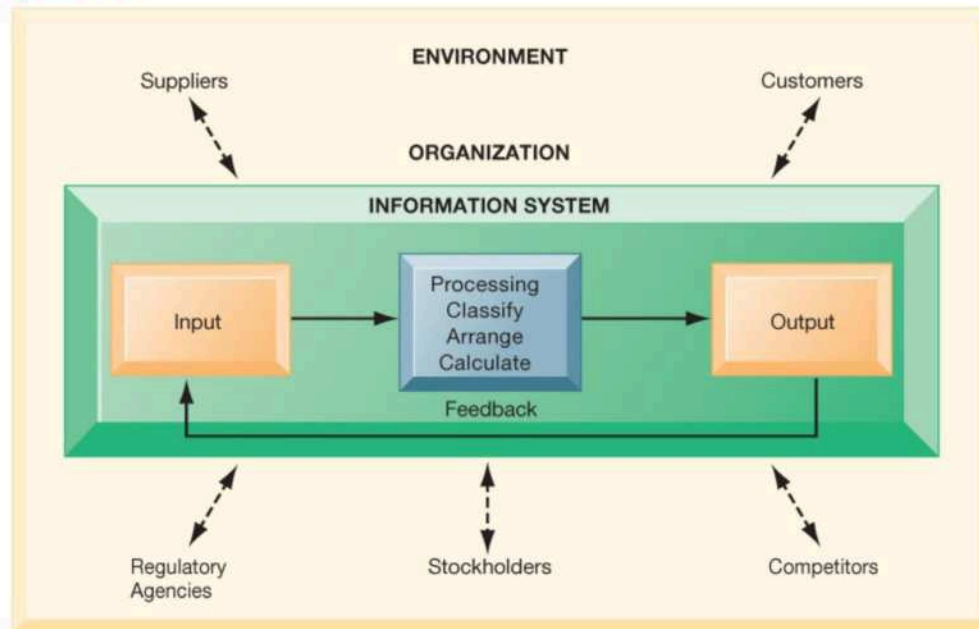 ENVIRONMENT
Suppliers
Customers
ORGANIZATION
INFORMATION SYSTEM
Input
Processing
Classify
Arrange
Calculate
Output
Feedback
Regulatory
Agencies
Stockholders
Competitors